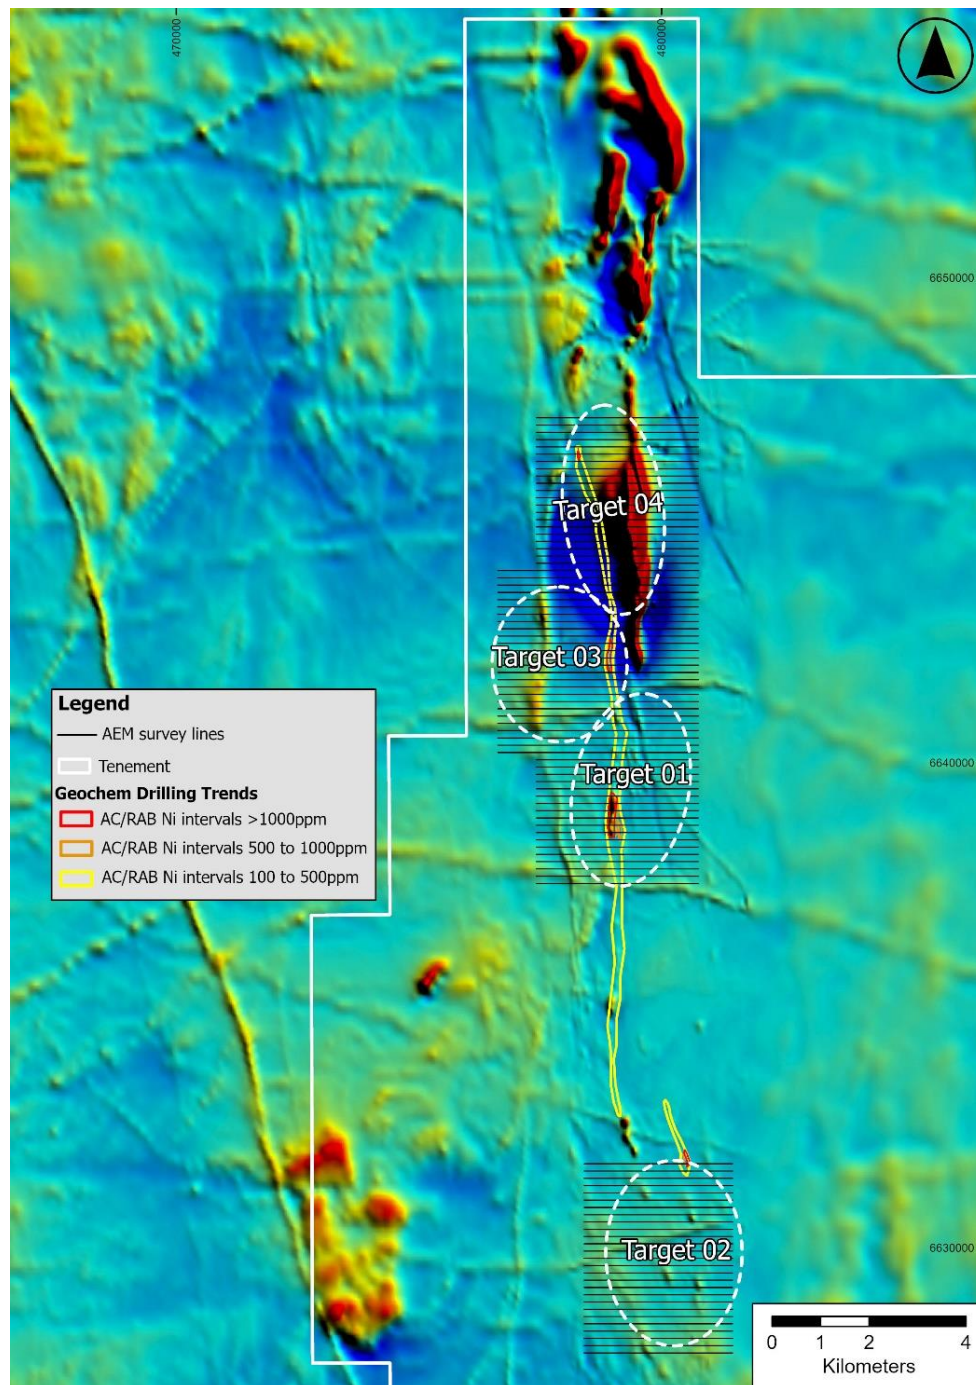 470000
480000
6650000
Target 04
Target 03
Legend
AEM survey lines
Tenement
Geochem Drilling Trends
AC/RAB Ni intervals >1000ppm
AC/RAB Ni intervals 500 to 1000ppm
AC/RAB Ni intervals 100 to 500ppm
Target 01
6640000
Target 02
6630000
0 1 2 4
Kilometers